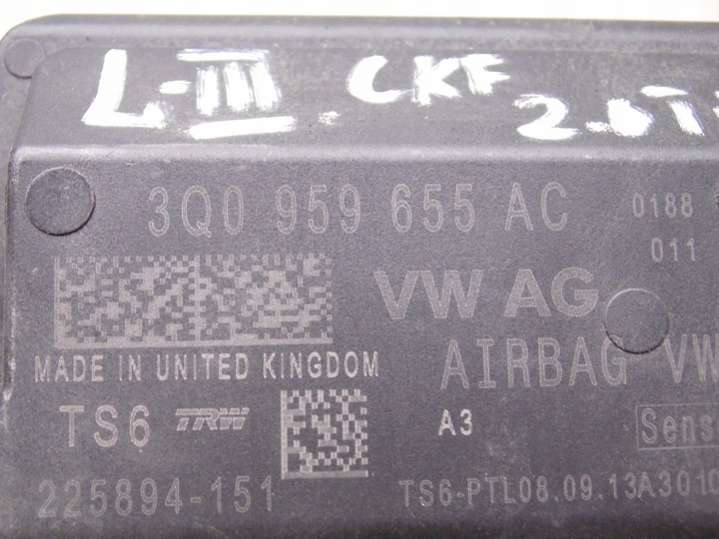 L-III. CKF
2.0T
3Q0 959 655 AC
0188
011
VW AG
MADE IN UNITED KINGDOM
AIRBAG VW
TS6 TRW
A3
Sens
225894-151
TS6-PTL08.09.13A3010